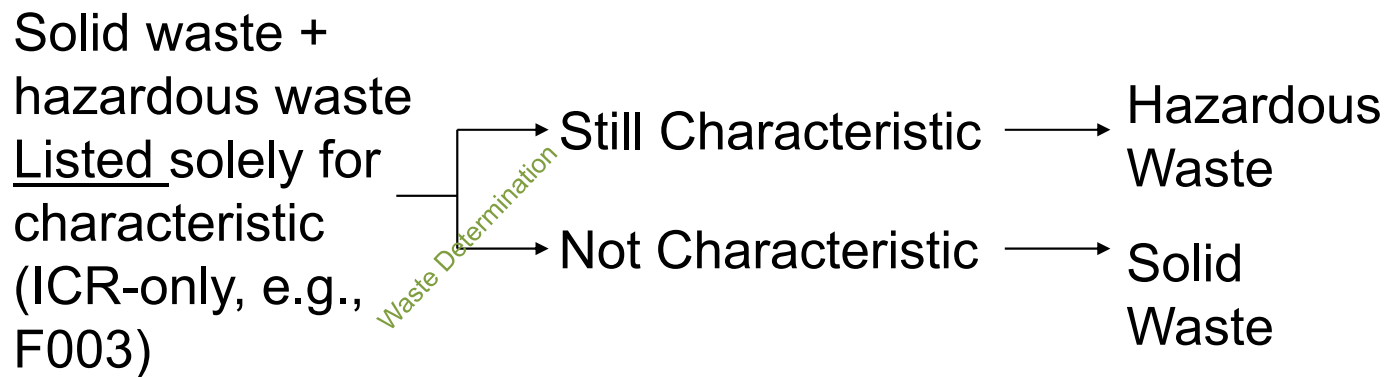 Solid waste +
hazardous waste
Listed solely for
characteristic
(ICR-only, e.g.,
F003)
Waste Determination
Still Characteristic
Hazardous
Waste
Not Characteristic
Solid
Waste